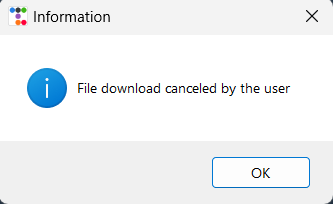 Information
File download canceled by the user
OK